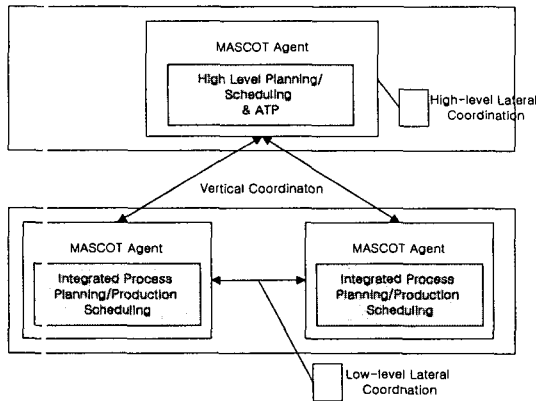 MASCOT Agent
High Level Planning/
Scheduling
& ATP
High-level Lateral
Coordination
Vertical Coordinaton
MASCOT Agent
Integrated Process
Planning/Production
Scheduling
MASCOT Agent
Integrated Process
Planning/Production
Scheduling
Low-level Lateral
Coordnation